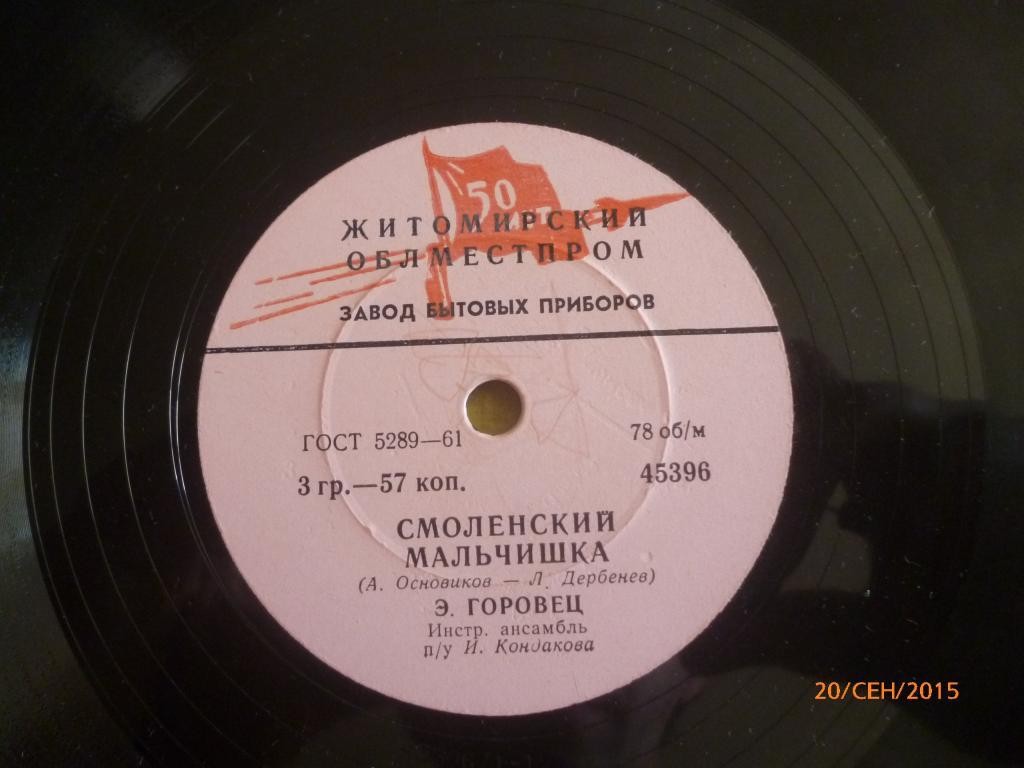 50
ЛЕТ
ЖИТОМИРСКИЙ
ОБЛМЕСТПРОМ
ЗАВОД БЫТОВЫХ ПРИБОРОВ
ГОСТ 5289—61 78 об/м
3 гр.—57 коп. 45396
СМОЛЕНСКИЙ
МАЛЬЧИШКА
(А. Основиков — Л. Дербенев)
Э. ГОРОВЕЦ
Инстр. ансамбль
п/у И. Кондакова
20/СЕН/2015